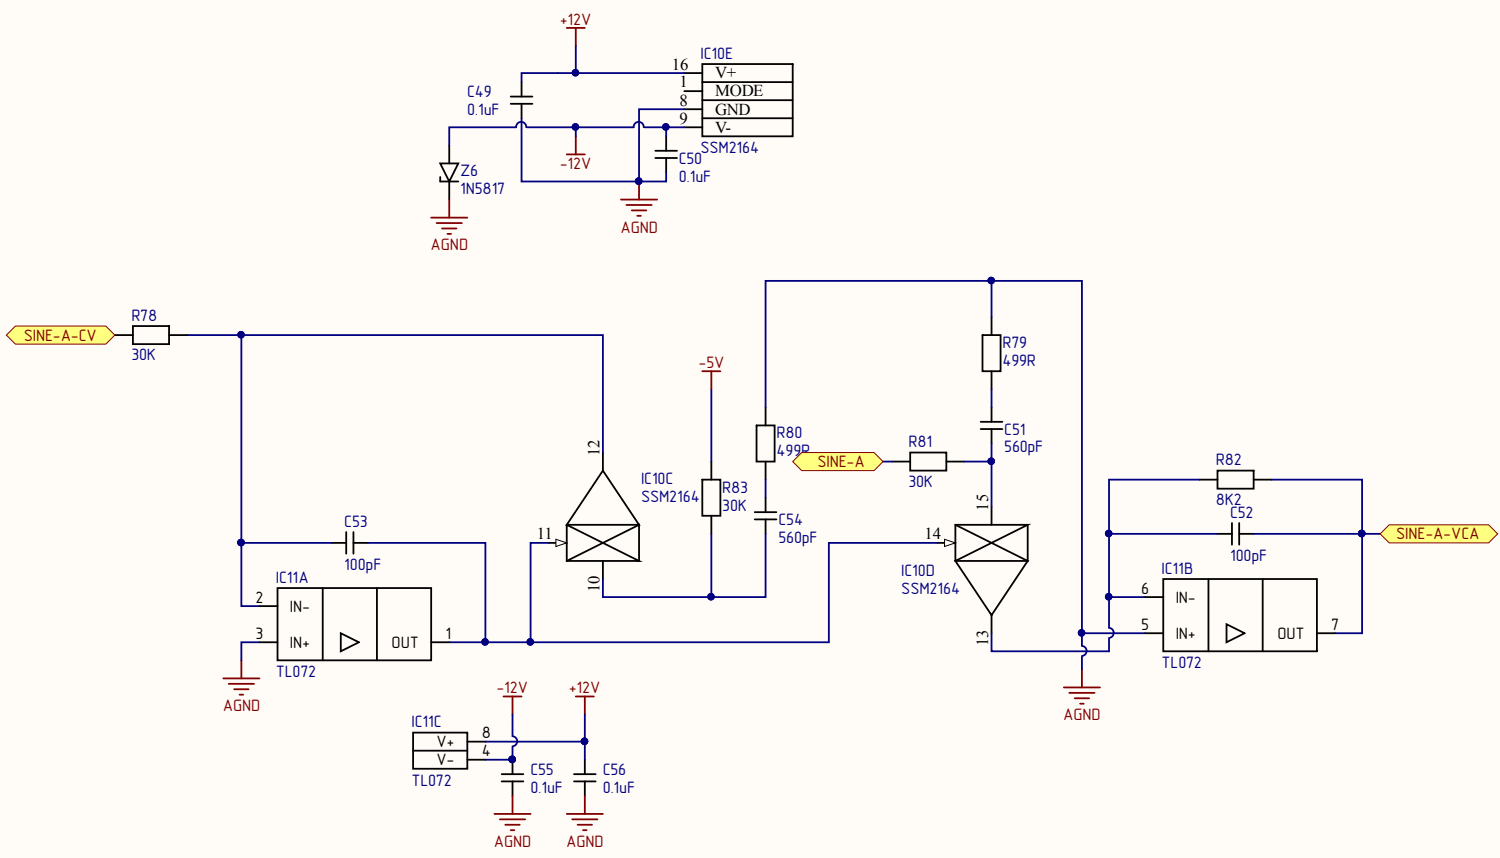 +12V
IC10E
16 V+
1 MODE
8 GND
9 V-
SSM2164
C49
0.1uF
-12V
C50
0.1uF
Z6
1N5817
AGND
AGND
SINE-A-CV
R78
30K
-5V
R79
499R
C51
560pF
R80
499R
SINE-A
R81
30K
12
IC10C
SSM2164
R83
30K
C54
560pF
11
10
15
14
IC10D
SSM2164
13
R82
8K2
C52
100pF
SINE-A-VCA
C53
100pF
IC11A
2 IN-
3 IN+
OUT 1
TL072
AGND
IC11B
6 IN-
5 IN+
OUT 7
TL072
AGND
-12V +12V
IC11C
V+ 8
V- 4
TL072
C55
0.1uF
C56
0.1uF
AGND AGND